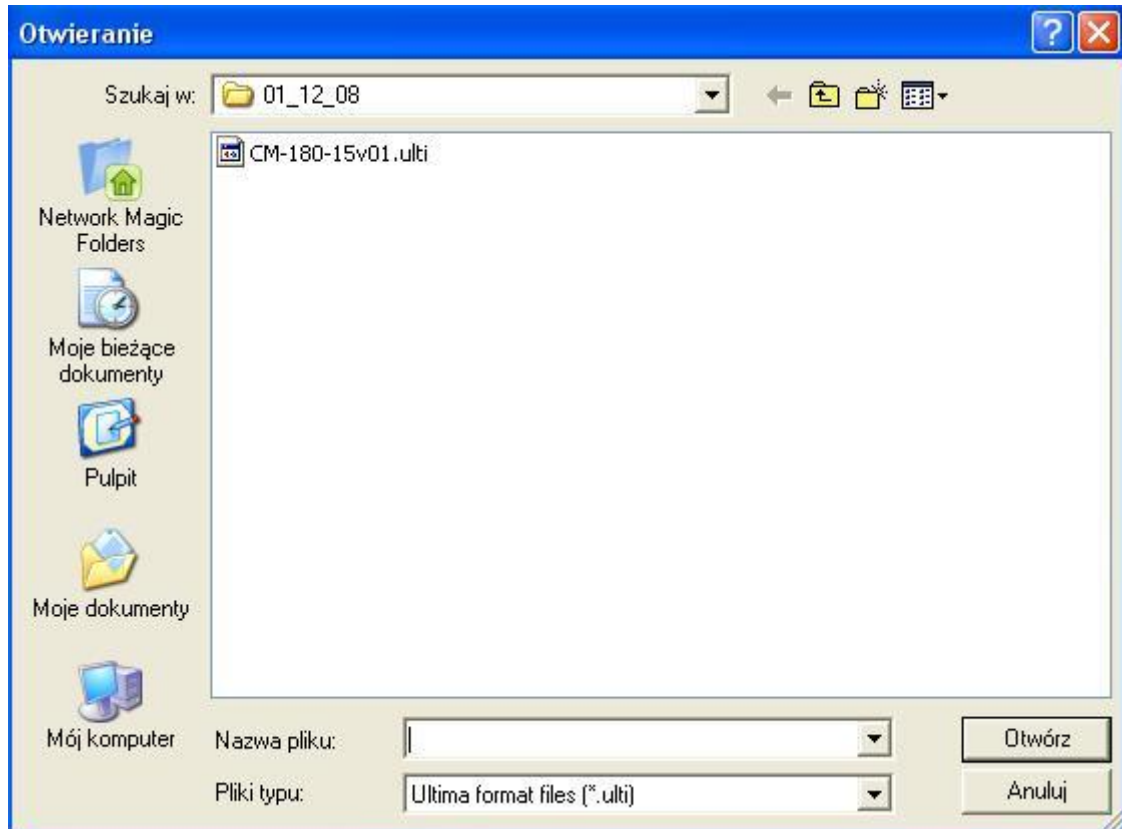 Otwieranie
Szukaj w:
01_12_08
CM-180-15v01.ulti
Network Magic
Folders
Moje bieżące
dokumenty
Pulpit
Moje dokumenty
Mój komputer
Nazwa pliku:
Otwórz
Pliki typu:
Ultima format files (*.ulti)
Anuluj